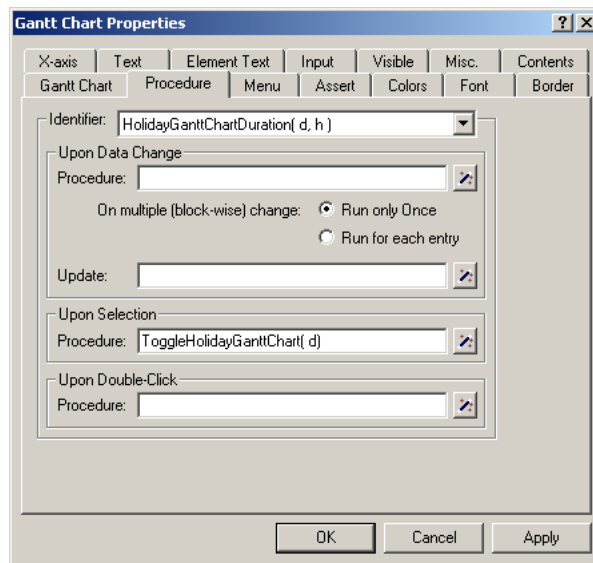 Gantt Chart Properties
X-axis Text Element Text Input Visible Misc. Contents
Gantt Chart Procedure Menu Assert Colors Font Border
Identifier: HolidayGanttChartDuration( d, h )
Upon Data Change
Procedure:
On multiple (block-wise) change: Run only Once
Run for each entry
Update:
Upon Selection
Procedure: ToggleHolidayGanttChart( d)
Upon Double-Click
Procedure:
OK Cancel Apply